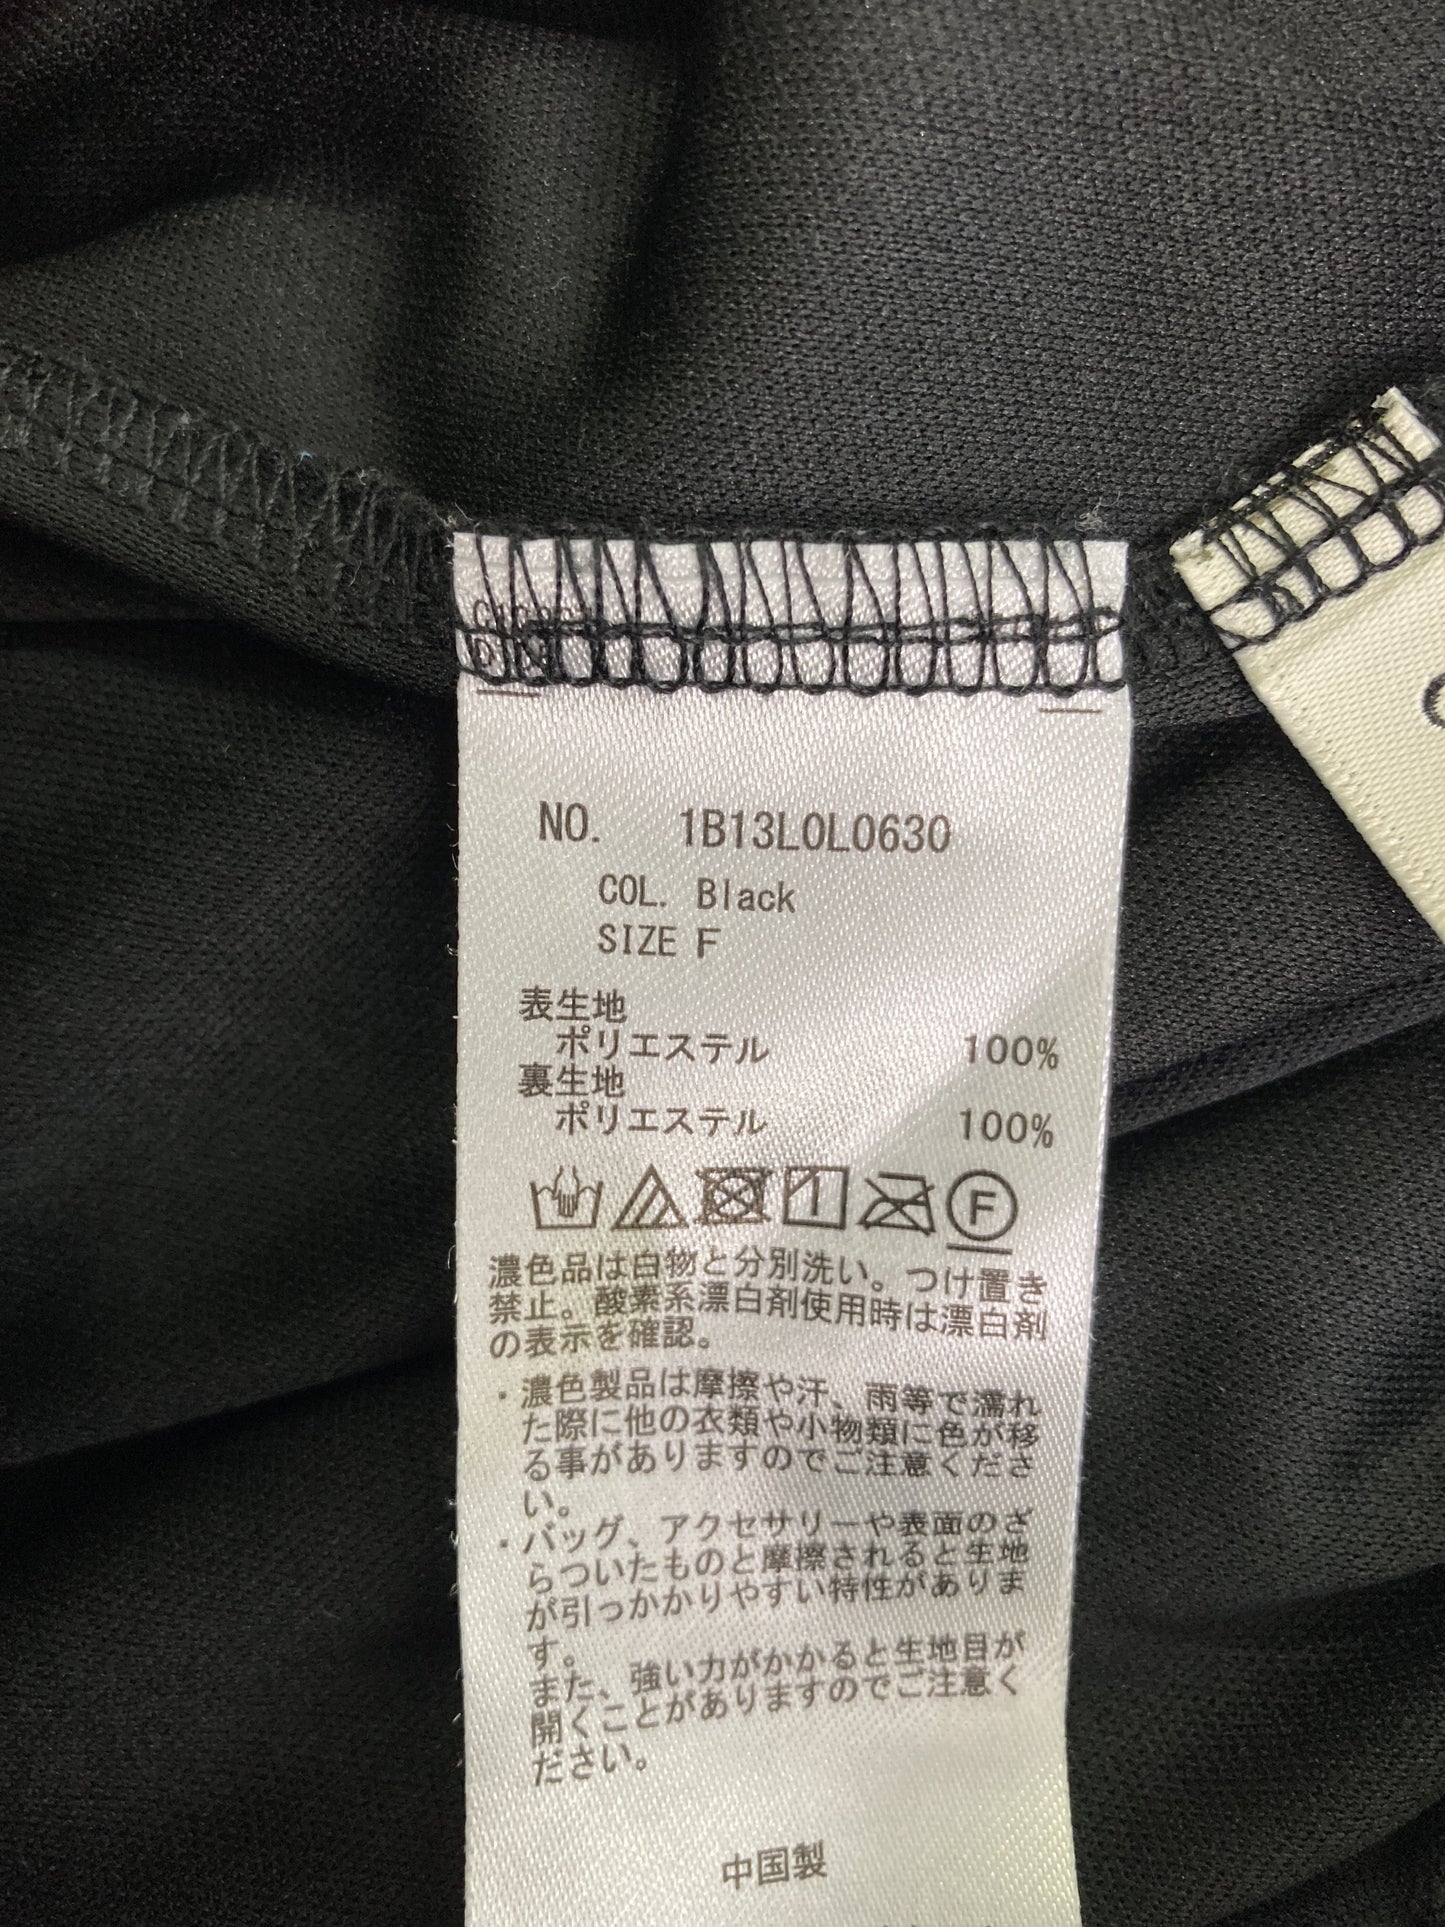 NO. 1B13L0L0630
COL. Black
SIZE F
表生地
ポリエステル 100%
裏生地
ポリエステル 100%
F
濃色品は白物と分別洗い。つけ置き
禁止。酸素系漂白剤使用時は漂白剤
の表示を確認。
・濃色製品は摩擦や汗、雨等で濡れ
た際に他の衣類や小物類に色が移
る事がありますのでご注意くださ
い。
・バッグ、アクセサリーや表面のざ
らついたものと摩擦されると生地
が引っかかりやすい特性がありま
す。
また、強い力がかかると生地目が
開くことがありますのでご注意く
ださい。
中国製